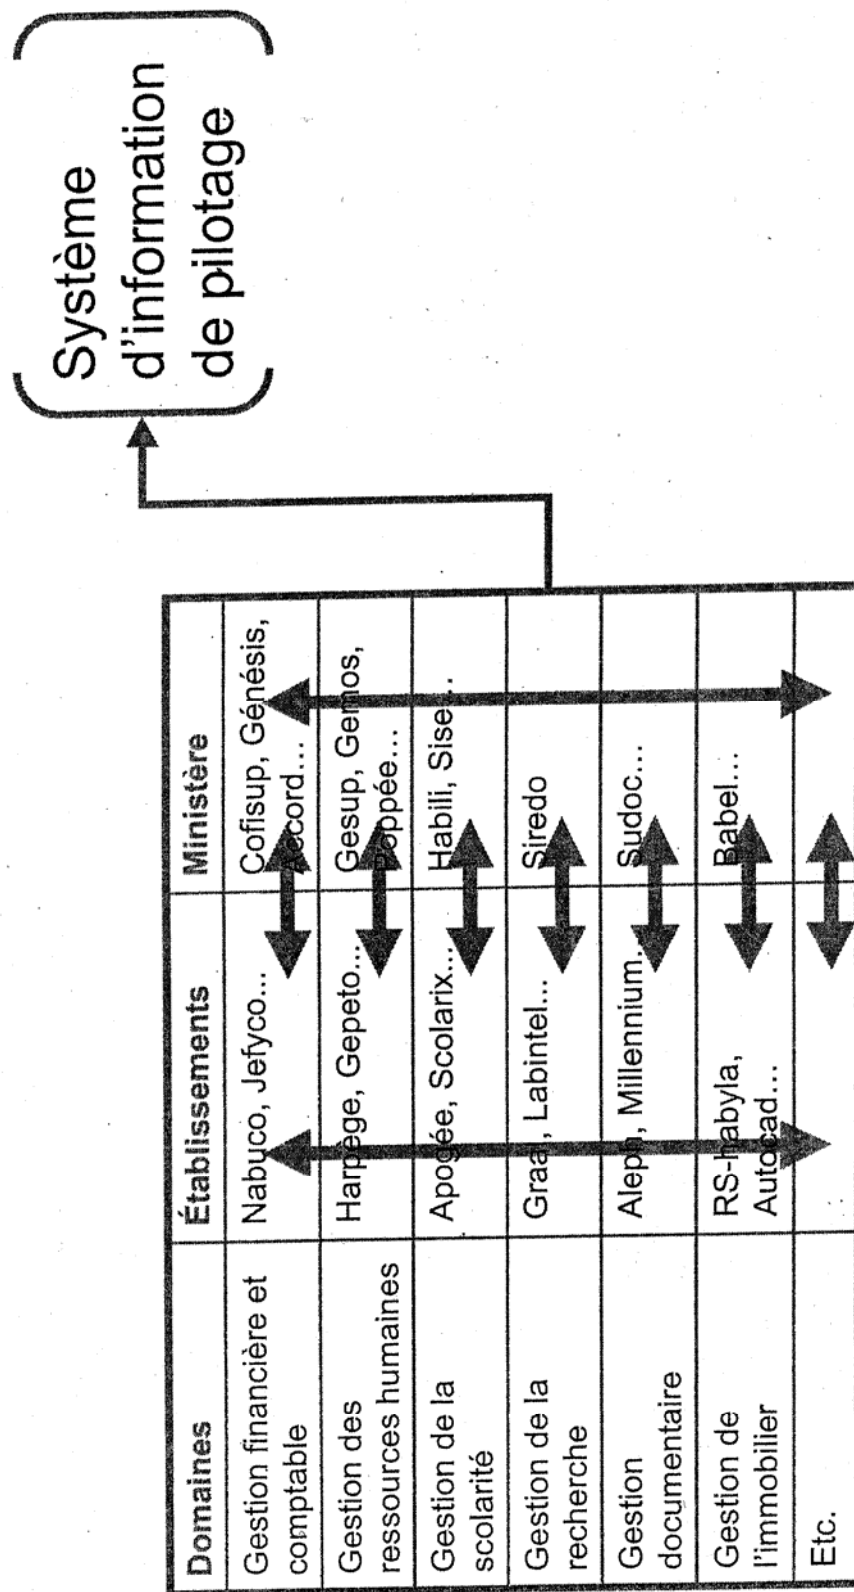 Système
d'information
de pilotage
Domaines
Établissements
Ministère
Gestion financière et
comptable
Nabuco, Jefyco...
Cofisup, Génésis,
Accord...
Gestion des
ressources humaines
Harpège, Gepeto...
Gesup, Gemos,
Poppée...
Gestion de la
scolarité
Apogée, Scolarix...
Habili, Sise...
Gestion de la
recherche
Graal, Labintel...
Siredo
Gestion
documentaire
Aleph, Millennium...
Sudoc...
Gestion de
l'immobilier
RS-habyla,
Autocad...
Babel...
Etc.